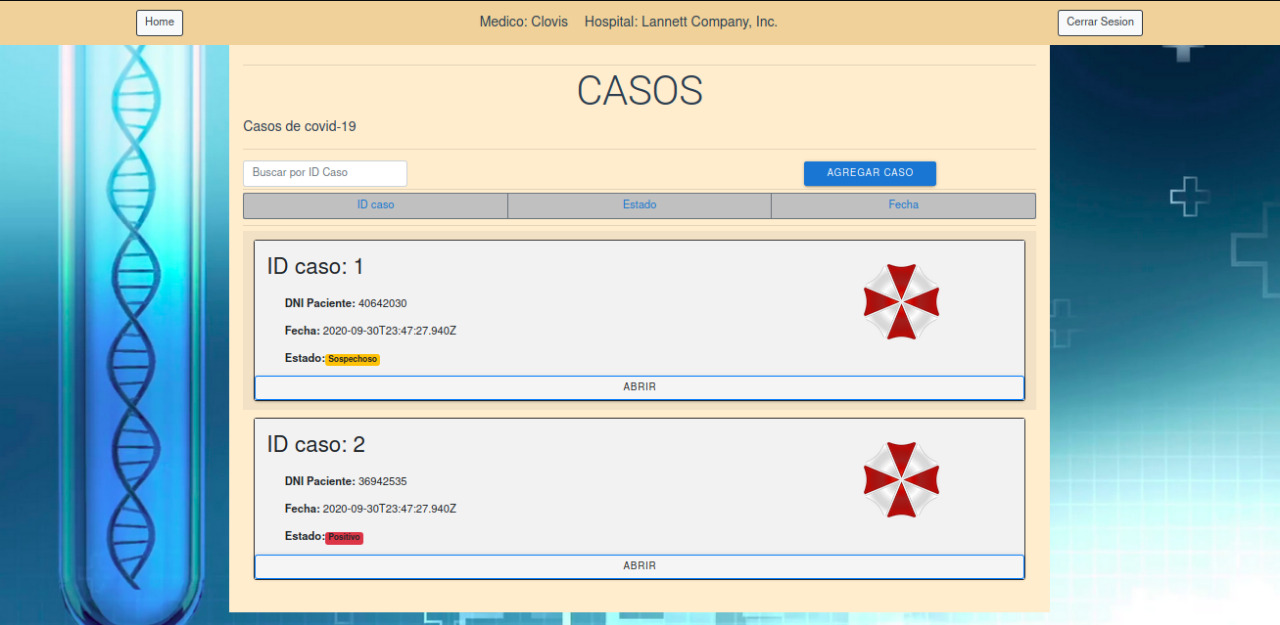 Home
Medico: Clovis Hospital: Lannett Company, Inc.
Cerrar Sesion
CASOS
Casos de covid-19
Buscar por ID Caso
AGREGAR CASO
ID caso
Estado
Fecha
ID caso: 1
DNI Paciente: 40642030
Fecha: 2020-09-30T23:47:27.940Z
Estado:Sospechoso
ABRIR
ID caso: 2
DNI Paciente: 36942535
Fecha: 2020-09-30T23:47:27.940Z
Estado:Positivo
ABRIR